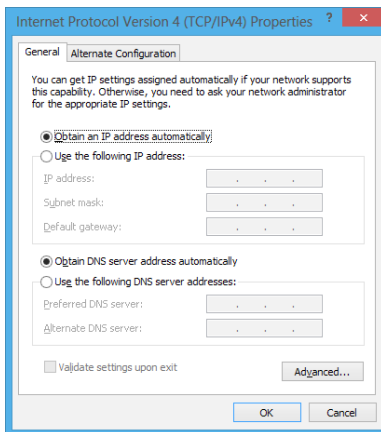 Internet Protocol Version 4 (TCP/IPv4) Properties ? ×
General Alternate Configuration
You can get IP settings assigned automatically if your network supports
this capability. Otherwise, you need to ask your network administrator
for the appropriate IP settings.
Obtain an IP address automatically
Use the following IP address:
IP address: . . .
Subnet mask: . . .
Default gateway: . . .
Obtain DNS server address automatically
Use the following DNS server addresses:
Preferred DNS server: . . .
Alternate DNS server: . . .
Validate settings upon exit
Advanced...
OK Cancel